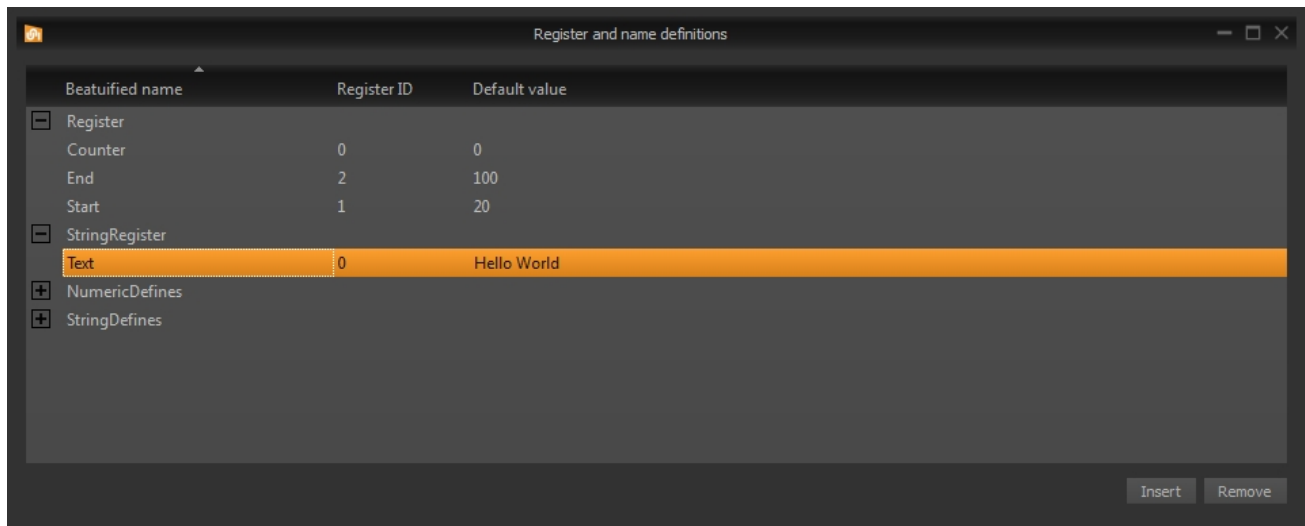 Register and name definitions
Beatuified name Register ID Default value
Register
Counter 0 0
End 2 100
Start 1 20
StringRegister
Text 0 Hello World
NumericDefines
StringDefines
Insert Remove